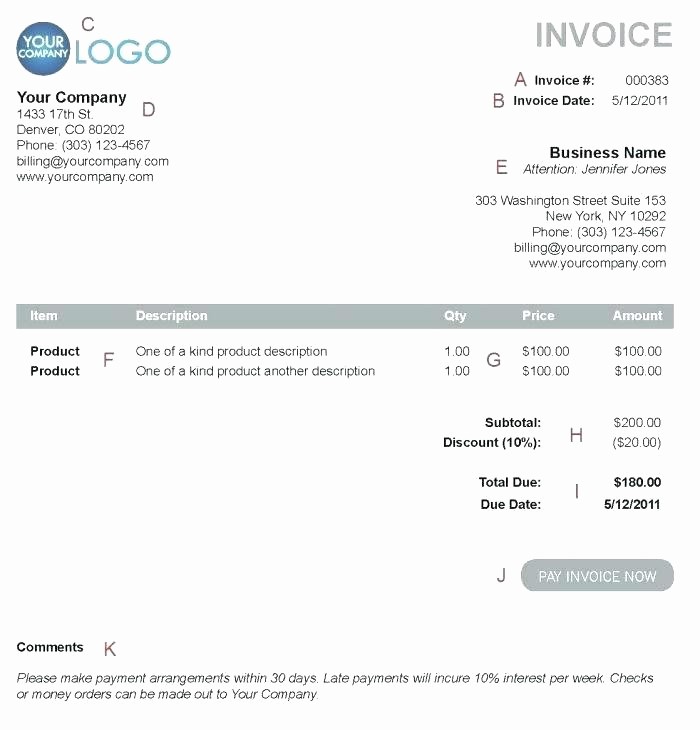 C
YOUR
COMPANY
LOGO
INVOICE
A Invoice #: 000383
B Invoice Date: 5/12/2011
Your Company
D
1433 17th St.
Denver, CO 80202
Phone: (303) 123-4567
billing@yourcompany.com
www.yourcompany.com
Business Name
E Attention: Jennifer Jones
303 Washington Street Suite 153
New York, NY 10292
Phone: (303) 123-4567
billing@yourcompany.com
www.yourcompany.com
Item Description Qty Price Amount
Product One of a kind product description 1.00 $100.00 $100.00
F G
Product One of a kind product another description 1.00 $100.00 $100.00
Subtotal: $200.00
H
Discount (10%): ($20.00)
Total Due: $180.00
I
Due Date: 5/12/2011
J PAY INVOICE NOW
Comments K
Please make payment arrangements within 30 days. Late payments will incure 10% interest per week. Checks
or money orders can be made out to Your Company.